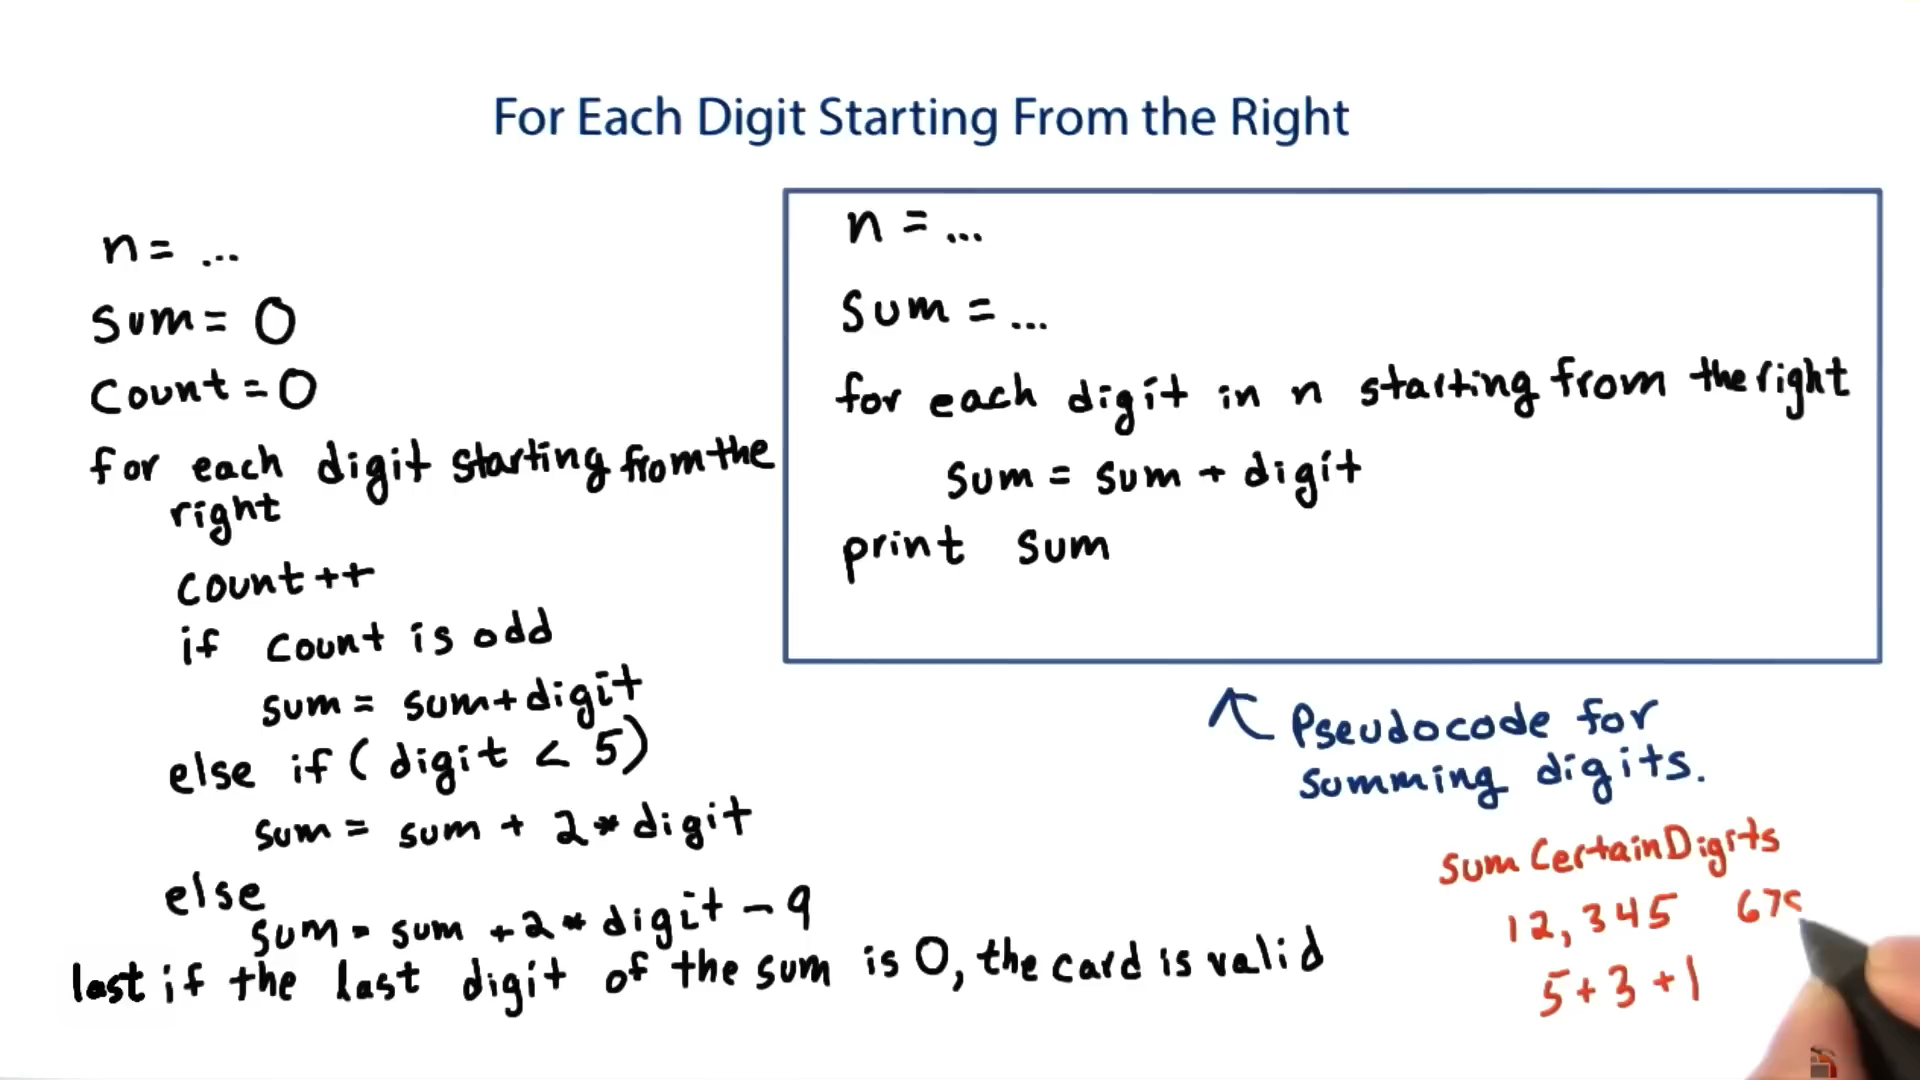 For Each Digit Starting From the Right
n = ...
sum = 0
count = 0
for each digit starting from the
right
count ++
if count is odd
sum = sum + digit
else if ( digit < 5)
sum = sum + 2 * digit
else
sum = sum + 2 * digit - 9
last if the last digit of the sum is 0, the card is valid
n = ...
sum = ...
for each digit in n starting from the right
sum = sum + digit
print sum
Pseudocode for
summing digits.
sumCertainDigits
12,345 67
5 + 3 + 1